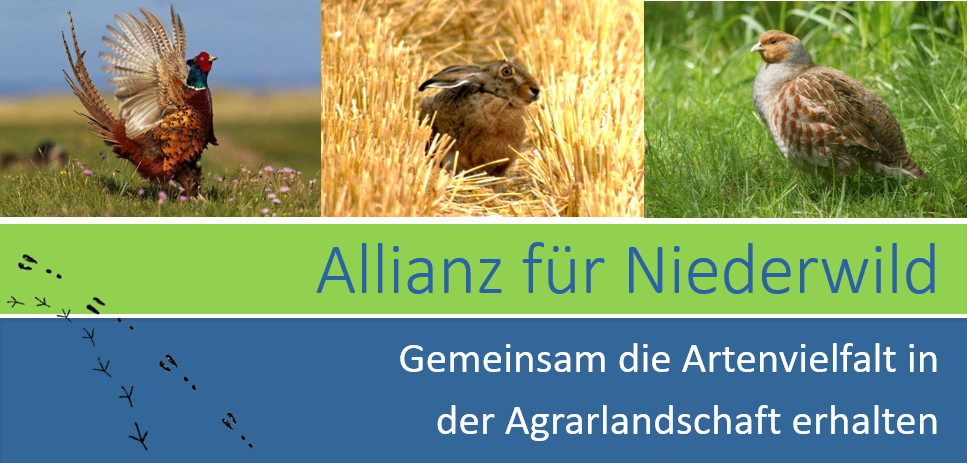 Allianz für Niederwild
Gemeinsam die Artenvielfalt in
der Agrarlandschaft erhalten